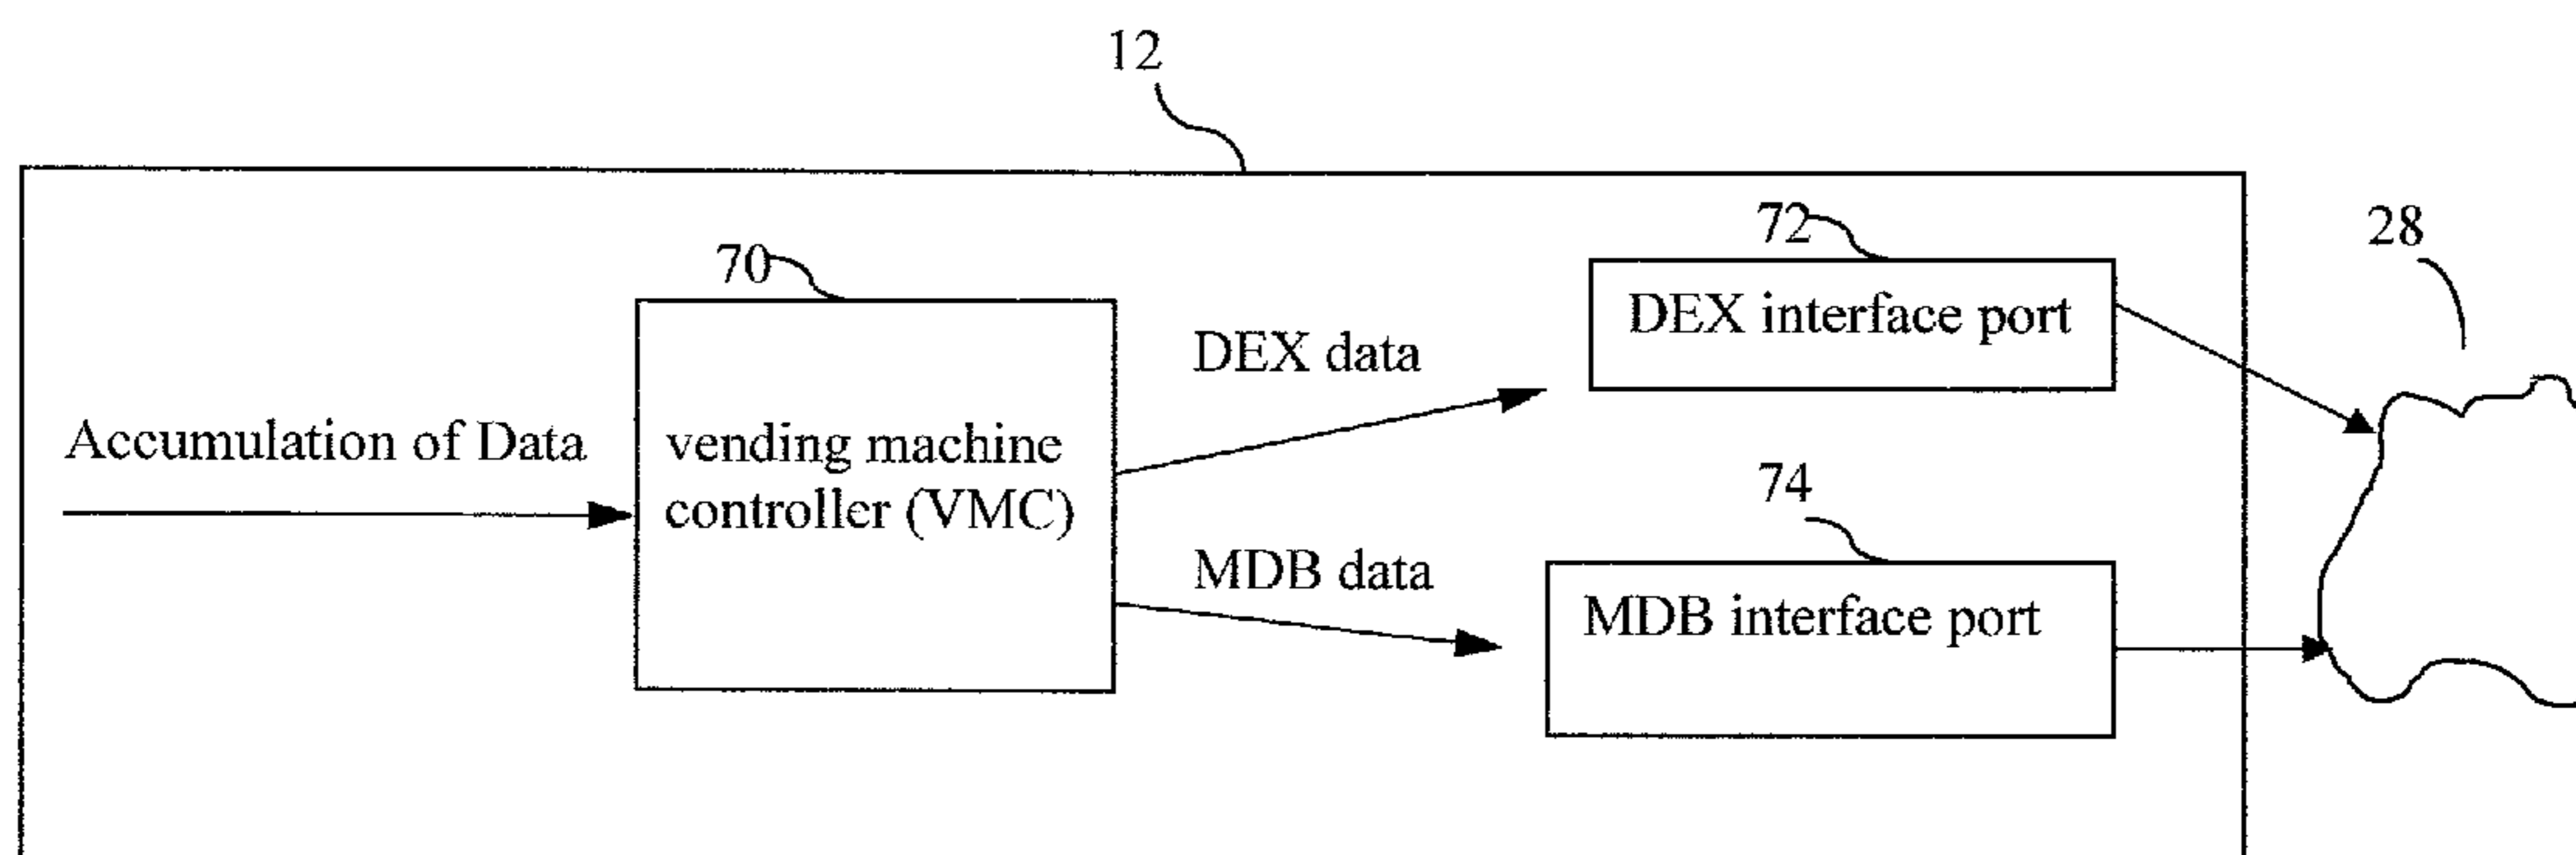 12
28
72
70
DEX interface port
DEX data
Accumulation of Data
vending machine
controller (VMC)
74
MDB data
MDB interface port